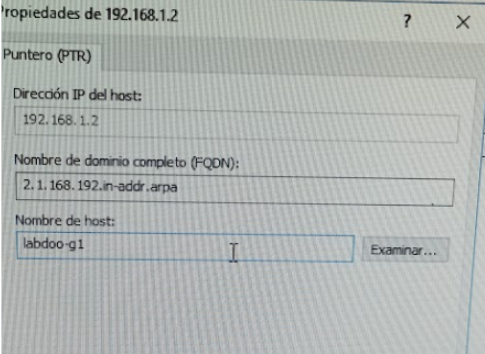 Propiedades de 192.168.1.2
?
X
Puntero (PTR)
Dirección IP del host:
192.168.1.2
Nombre de dominio completo (FQDN):
2.1.168.192.in-addr.arpa
Nombre de host:
labdoo-g1
Examinar...